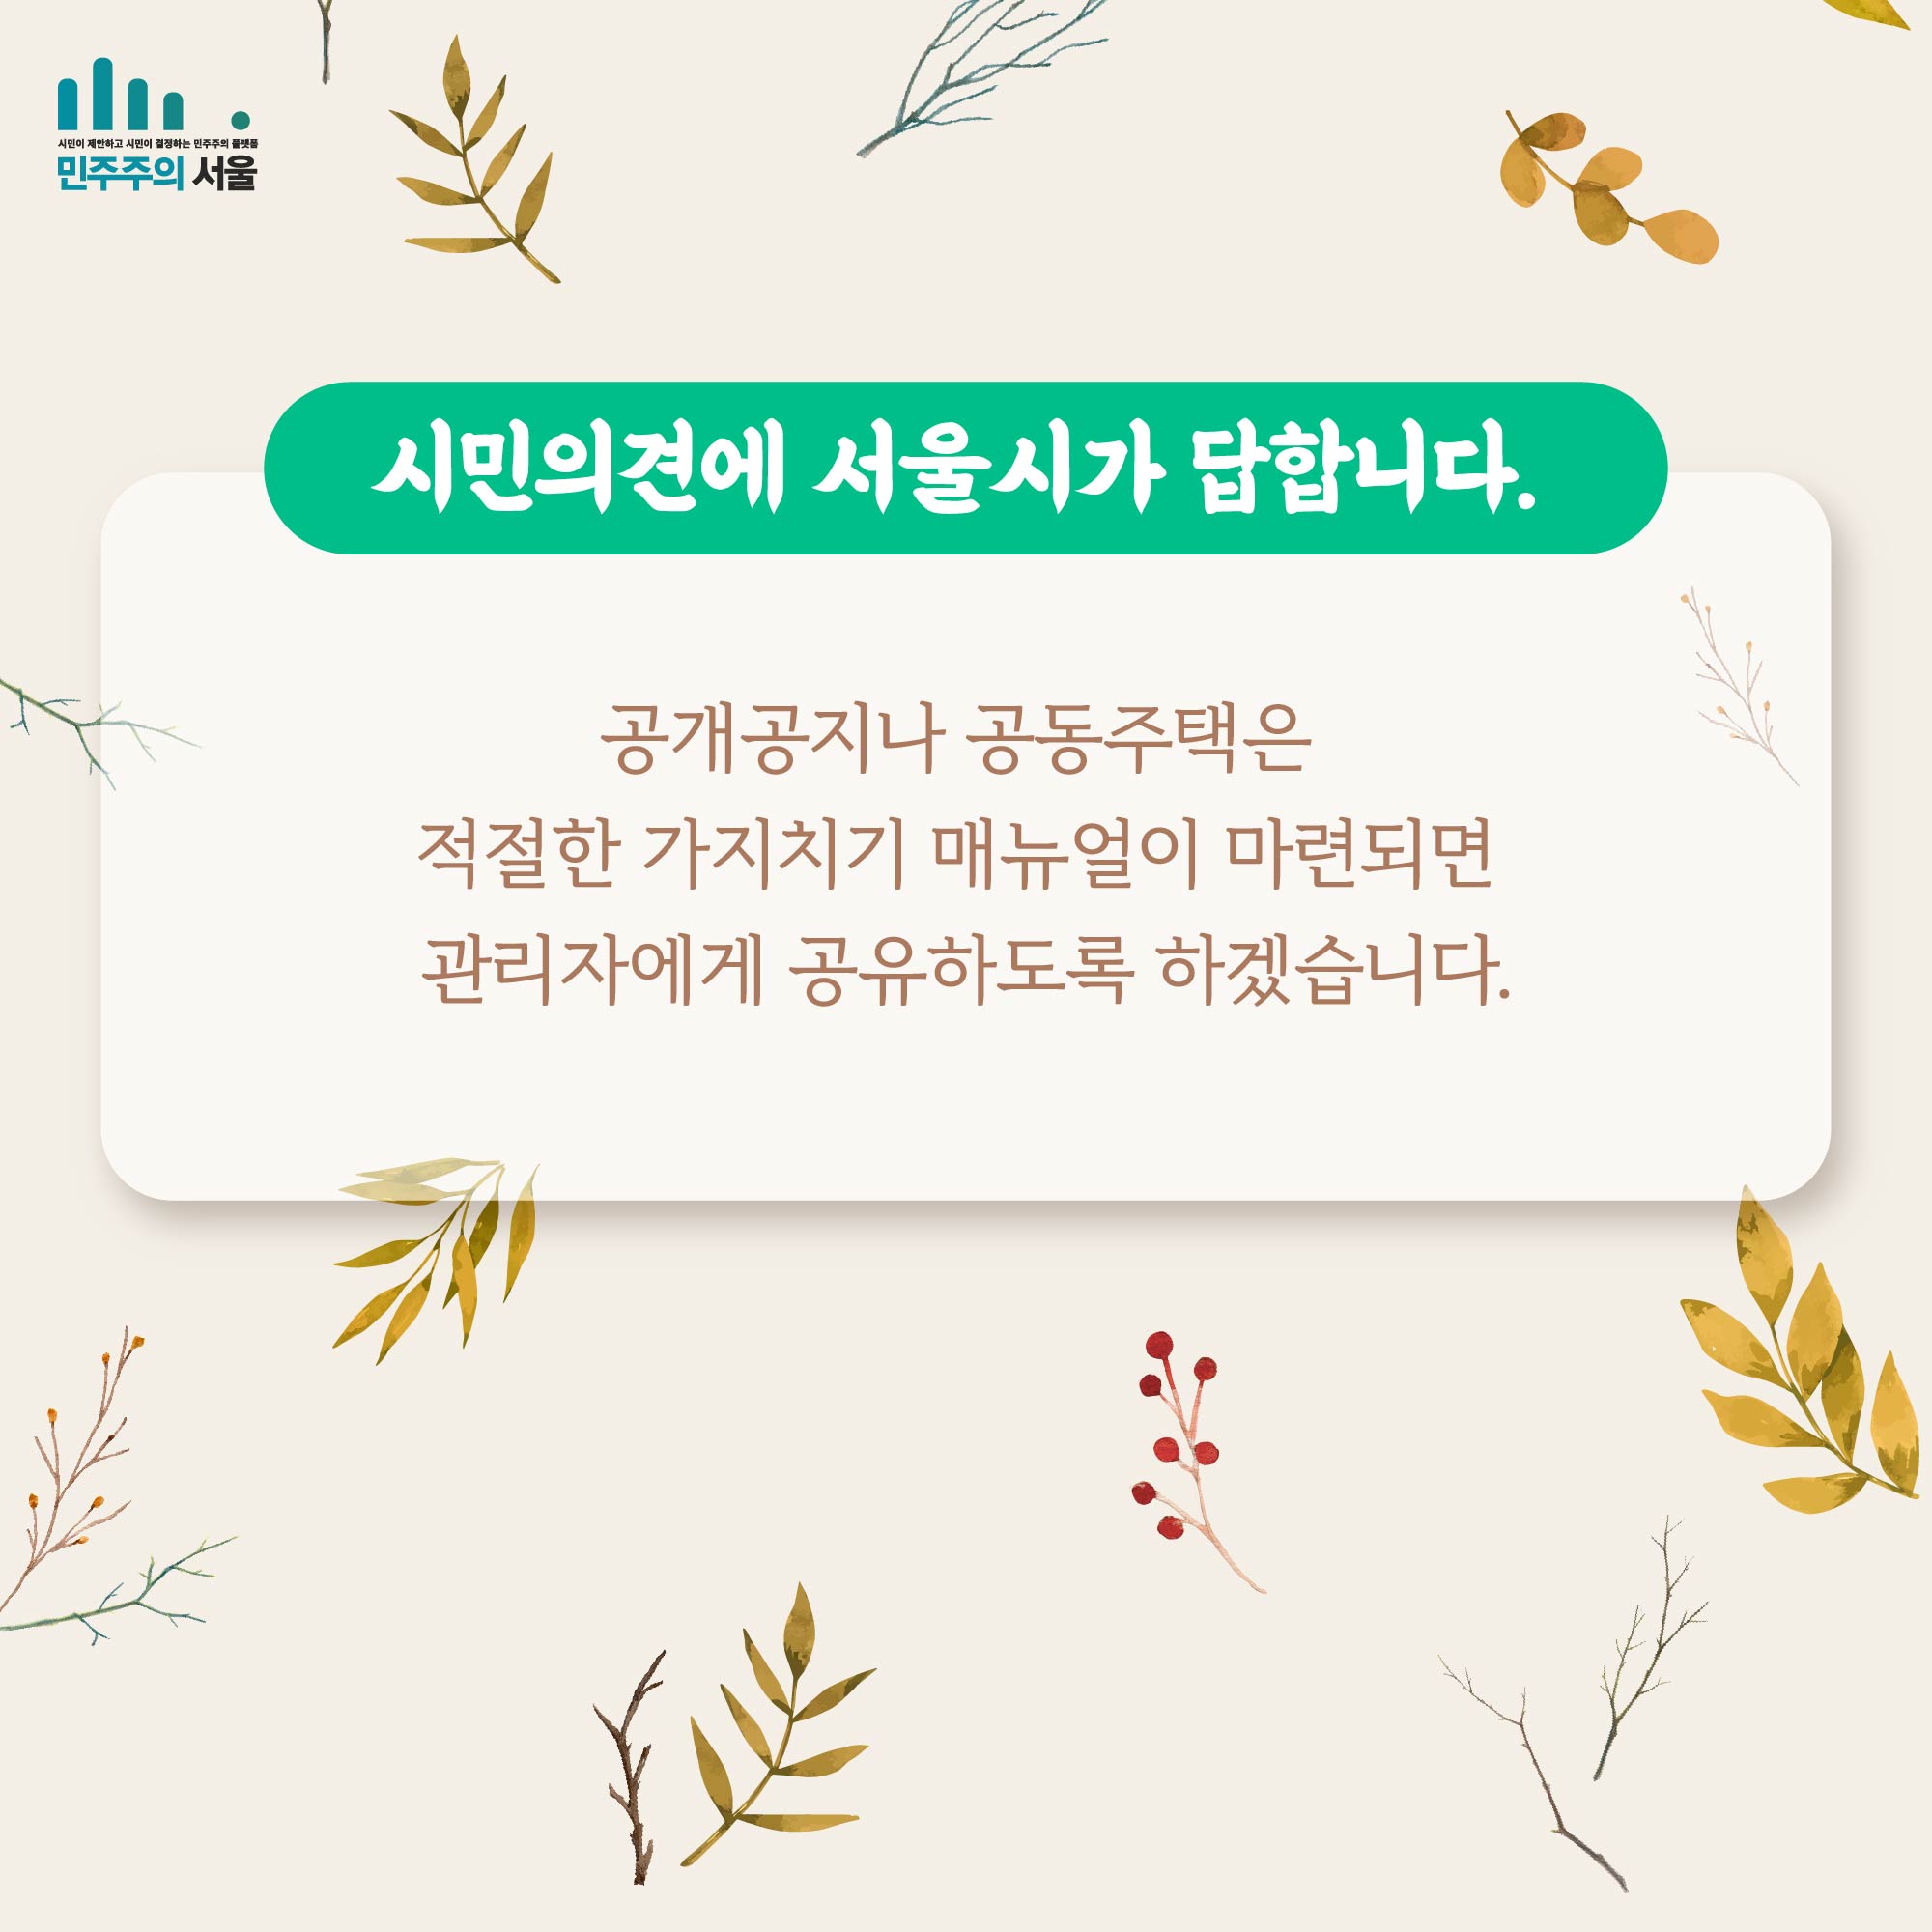 시민이 제안하고 시민이 결정하는 민주주의 플랫폼
민주주의 서울
시민의견에 서울시가 답합니다.
공개공지나 공동주택은
적절한 가지치기 매뉴얼이 마련되면
관리자에게 공유하도록 하겠습니다.